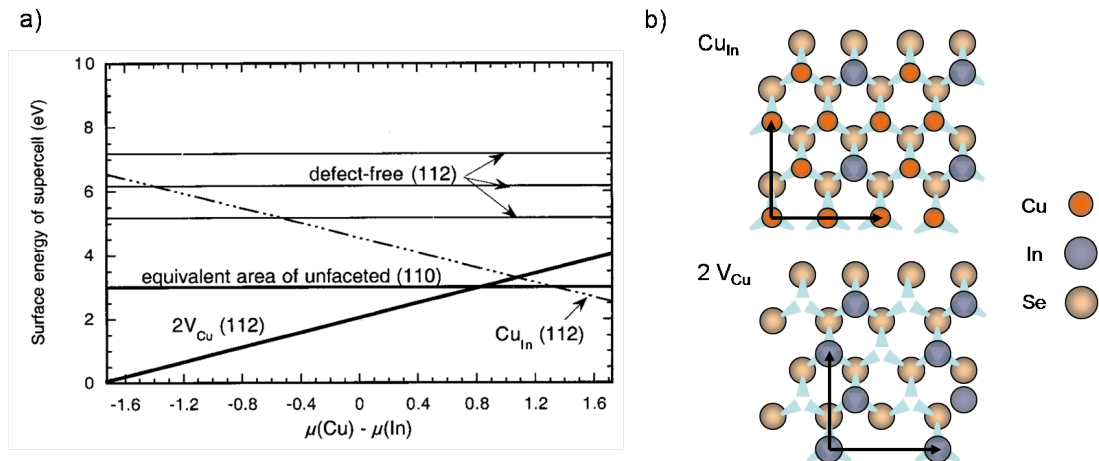 a)
Surface energy of supercell (eV)
10
8
6
4
2
0
defect-free (112)
equivalent area of unfaceted (110)
2V_Cu (112)
Cu_In (112)
-1.6 -1.2 -0.8 -0.4 0 0.4 0.8 1.2 1.6
μ(Cu) - μ(In)
b)
Cu_In
2 V_Cu
Cu
In
Se